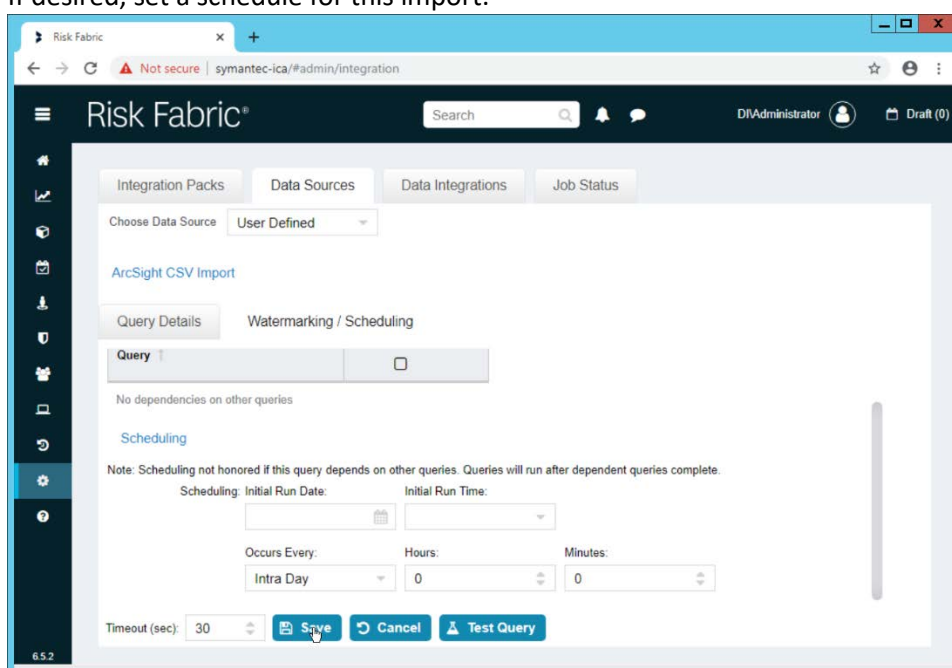 If desired, set a schedule for this import.
Risk Fabric
Not secure | symantec-ica/#admin/integration
Risk Fabric®
Search
DI\Administrator
Draft (0)
Integration Packs
Data Sources
Data Integrations
Job Status
Choose Data Source
User Defined
ArcSight CSV Import
Query Details
Watermarking / Scheduling
Query
No dependencies on other queries
Scheduling
Note: Scheduling not honored if this query depends on other queries. Queries will run after dependent queries complete.
Scheduling: Initial Run Date:
Initial Run Time:
Occurs Every:
Hours:
Minutes:
Intra Day
0
0
Timeout (sec):
30
Save
Cancel
Test Query
6.5.2